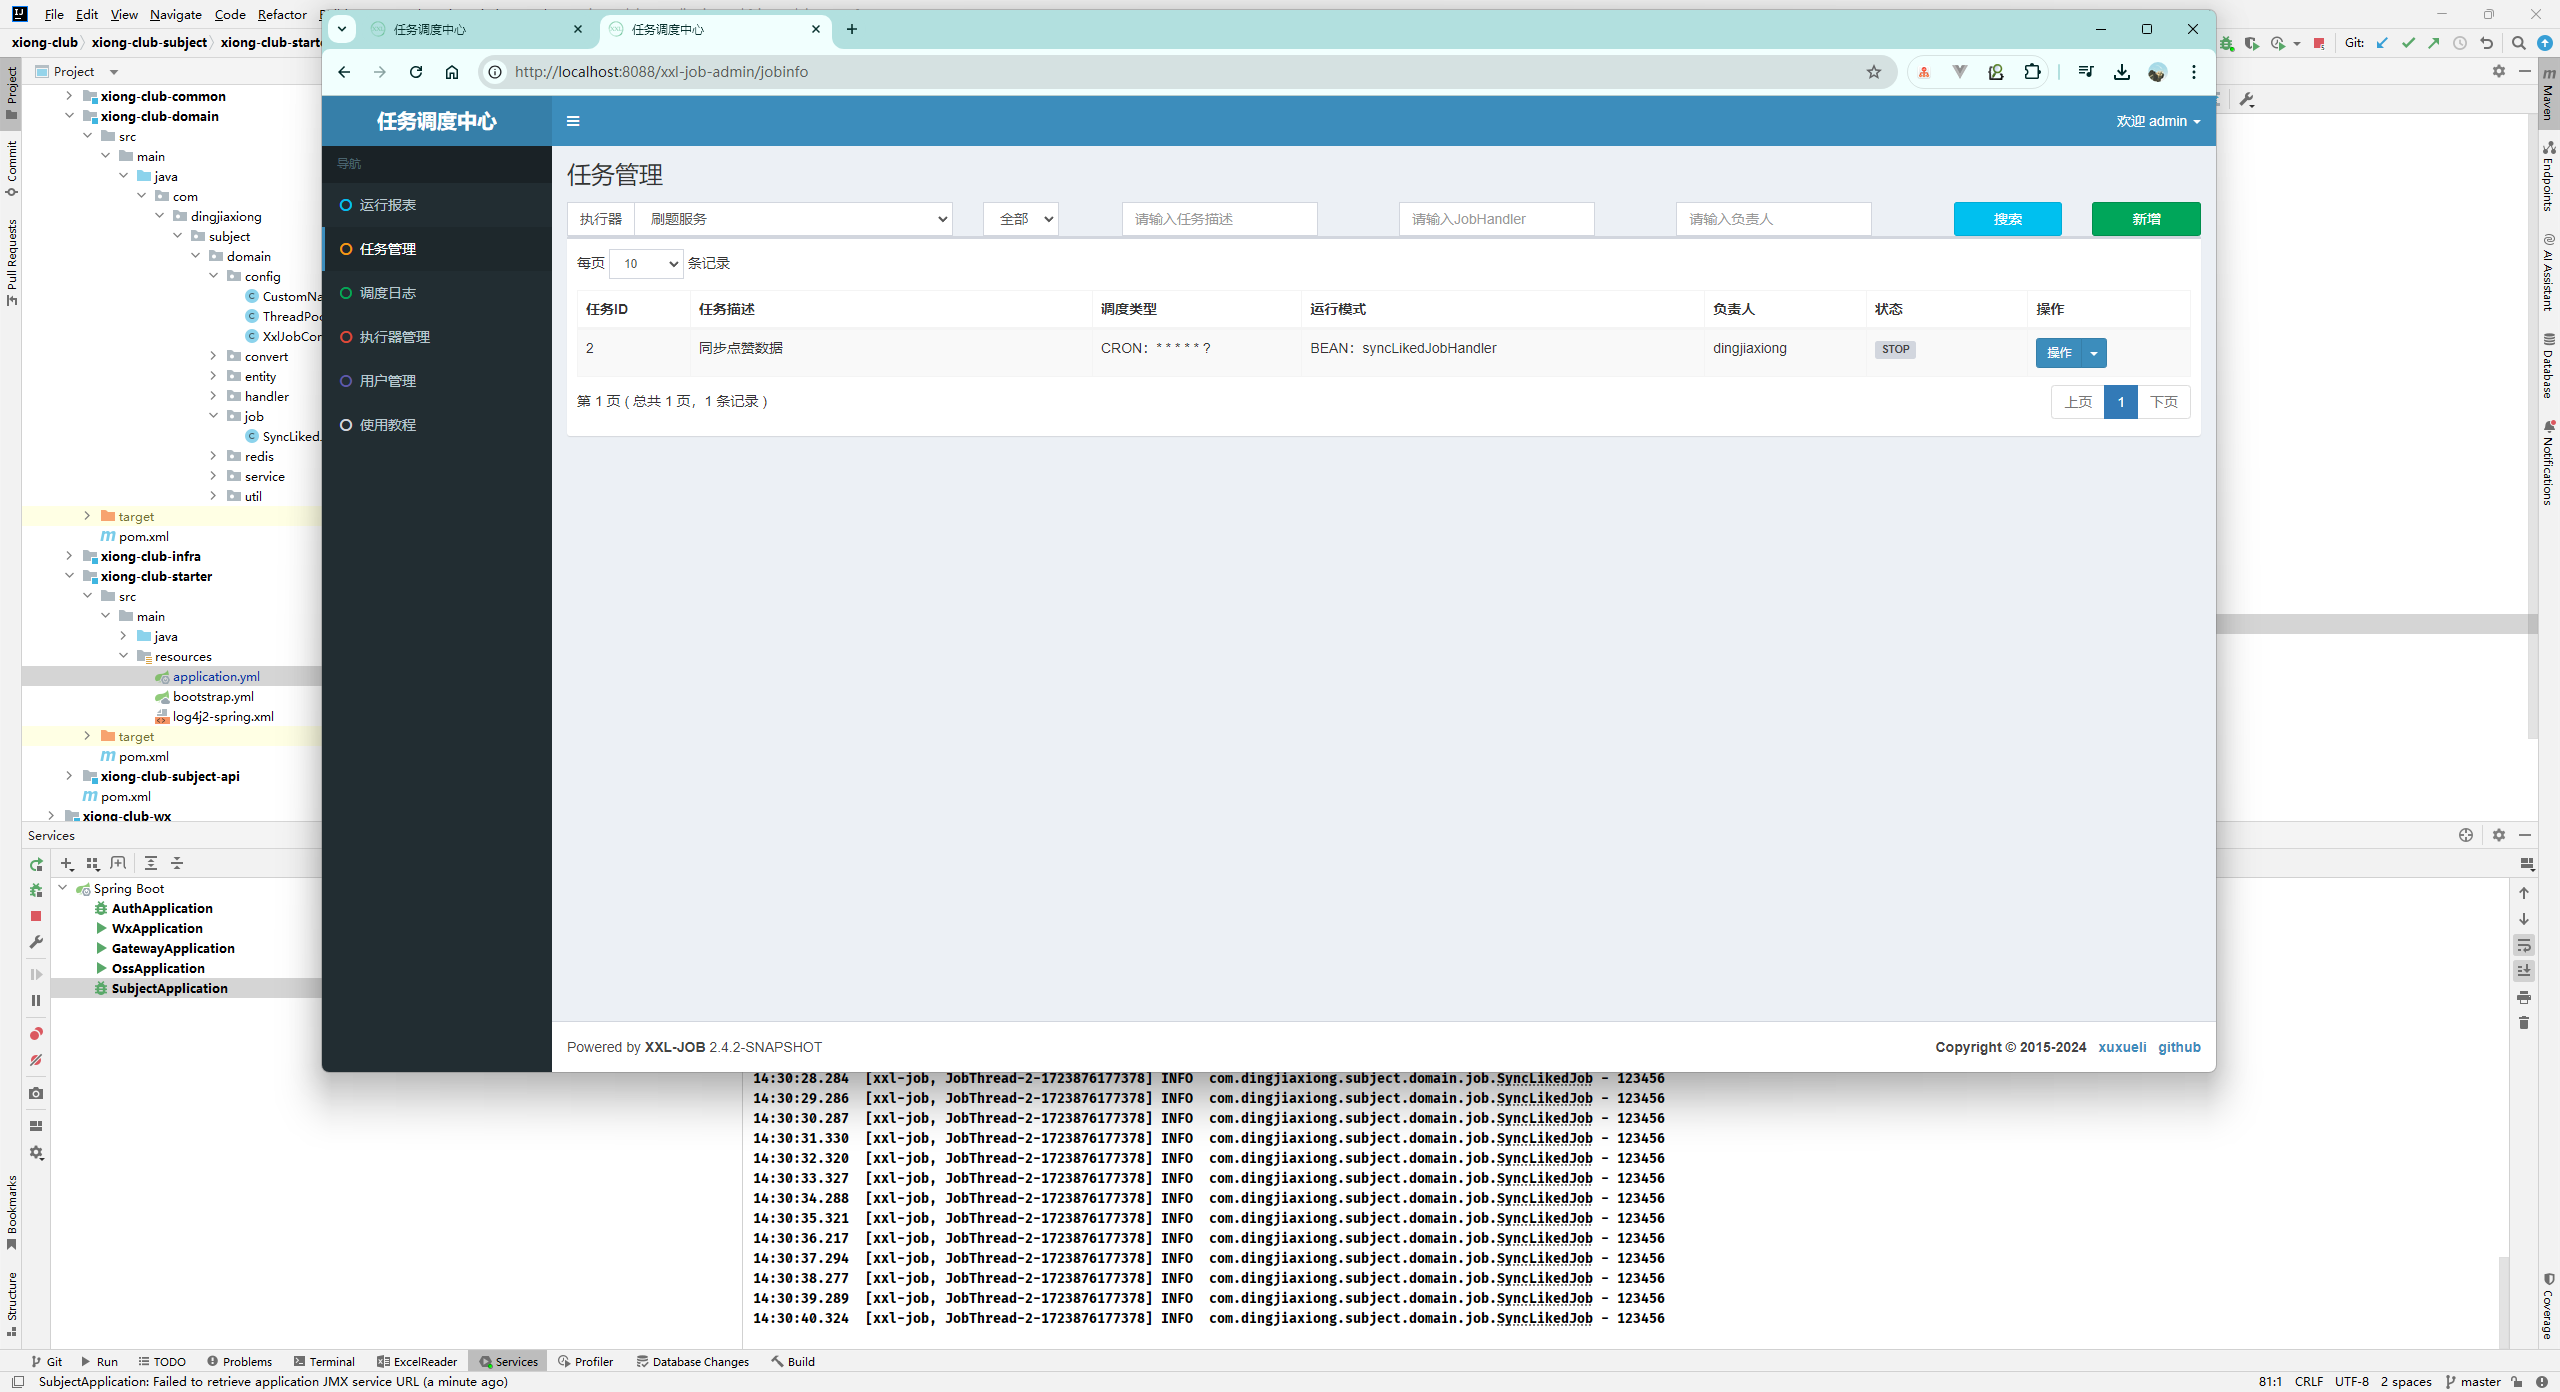 File Edit View Navigate Code Refactor
xiong-club xiong-club-subject xiong-club-start
Git:
Project
xiong-club-common
xiong-club-domain
src
main
java
com
dingjiaxiong
subject
domain
config
CustomNa
ThreadPoo
XxlJobCon
convert
entity
handler
job
SyncLiked
redis
service
util
target
pom.xml
xiong-club-infra
xiong-club-starter
src
main
java
resources
application.yml
bootstrap.yml
log4j2-spring.xml
target
pom.xml
xiong-club-subject-api
pom.xml
xiong-club-wx
Project
Commit
Pull Requests
Bookmarks
Structure
任务调度中心
任务调度中心
http://localhost:8088/xxl-job-admin/jobinfo
任务调度中心
欢迎 admin
导航
运行报表
任务管理
调度日志
执行器管理
用户管理
使用教程
任务管理
执行器 刷题服务 全部 请输入任务描述 请输入JobHandler 请输入负责人 搜索 新增
每页 10 条记录
任务ID 任务描述 调度类型 运行模式 负责人 状态 操作
2 同步点赞数据 CRON：* * * * * ? BEAN：syncLikedJobHandler dingjiaxiong STOP 操作
第 1 页 ( 总共 1 页，1 条记录 ) 上页 1 下页
Powered by XXL-JOB 2.4.2-SNAPSHOT
Copyright © 2015-2024 xuxueli github
Maven
Endpoints
AI Assistant
Database
Notifications
Coverage
Services
Spring Boot
AuthApplication
WxApplication
GatewayApplication
OssApplication
SubjectApplication
14:30:28.284 [xxl-job, JobThread-2-1723876177378] INFO com.dingjiaxiong.subject.domain.job.SyncLikedJob - 123456
14:30:29.286 [xxl-job, JobThread-2-1723876177378] INFO com.dingjiaxiong.subject.domain.job.SyncLikedJob - 123456
14:30:30.287 [xxl-job, JobThread-2-1723876177378] INFO com.dingjiaxiong.subject.domain.job.SyncLikedJob - 123456
14:30:31.330 [xxl-job, JobThread-2-1723876177378] INFO com.dingjiaxiong.subject.domain.job.SyncLikedJob - 123456
14:30:32.320 [xxl-job, JobThread-2-1723876177378] INFO com.dingjiaxiong.subject.domain.job.SyncLikedJob - 123456
14:30:33.327 [xxl-job, JobThread-2-1723876177378] INFO com.dingjiaxiong.subject.domain.job.SyncLikedJob - 123456
14:30:34.288 [xxl-job, JobThread-2-1723876177378] INFO com.dingjiaxiong.subject.domain.job.SyncLikedJob - 123456
14:30:35.321 [xxl-job, JobThread-2-1723876177378] INFO com.dingjiaxiong.subject.domain.job.SyncLikedJob - 123456
14:30:36.217 [xxl-job, JobThread-2-1723876177378] INFO com.dingjiaxiong.subject.domain.job.SyncLikedJob - 123456
14:30:37.294 [xxl-job, JobThread-2-1723876177378] INFO com.dingjiaxiong.subject.domain.job.SyncLikedJob - 123456
14:30:38.277 [xxl-job, JobThread-2-1723876177378] INFO com.dingjiaxiong.subject.domain.job.SyncLikedJob - 123456
14:30:39.289 [xxl-job, JobThread-2-1723876177378] INFO com.dingjiaxiong.subject.domain.job.SyncLikedJob - 123456
14:30:40.324 [xxl-job, JobThread-2-1723876177378] INFO com.dingjiaxiong.subject.domain.job.SyncLikedJob - 123456
Git Run TODO Problems Terminal ExcelReader Services Profiler Database Changes Build
SubjectApplication: Failed to retrieve application JMX service URL (a minute ago)
81:1 CRLF UTF-8 2 spaces master